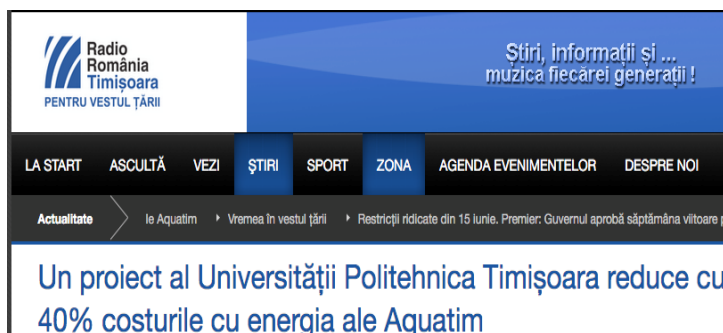 Radio
România
Timișoara
PENTRU VESTUL ȚĂRII
Știri, informații și ...
muzica fiecărei generații !
LA START ASCULTĂ VEZI ȘTIRI SPORT ZONA AGENDA EVENIMENTELOR DESPRE NOI
Actualitate le Aquatim Vremea în vestul țării Restricții ridicate din 15 iunie. Premier: Guvernul aprobă săptămâna viitoare p
Un proiect al Universității Politehnica Timișoara reduce cu
40% costurile cu energia ale Aquatim